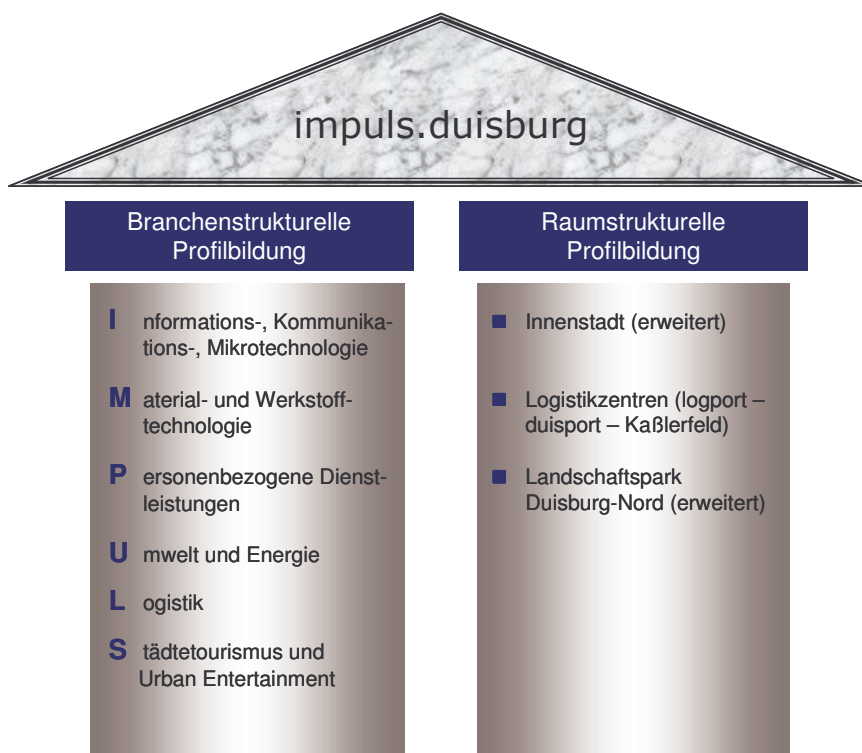 impuls.duisburg
Branchenstrukturelle
Profilbildung
I nformations-, Kommunika-
tions-, Mikrotechnologie
M aterial- und Werkstoff-
technologie
P ersonenbezogene Dienst-
leistungen
U mwelt und Energie
L ogistik
S tädtetourismus und
Urban Entertainment
Raumstrukturelle
Profilbildung
■ Innenstadt (erweitert)
■ Logistikzentren (logport –
duisport – Kaßlerfeld)
■ Landschaftspark
Duisburg-Nord (erweitert)